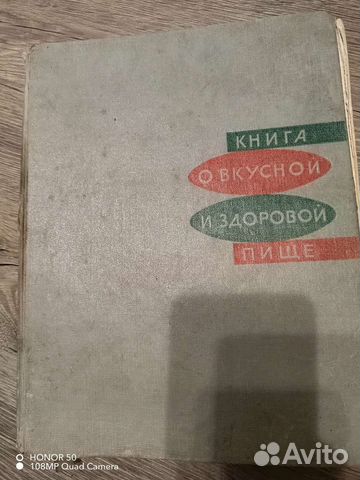 КНИГА
О ВКУСНОЙ
И ЗДОРОВОЙ
ПИЩЕ
HONOR 50
108MP Quad Camera
Avito